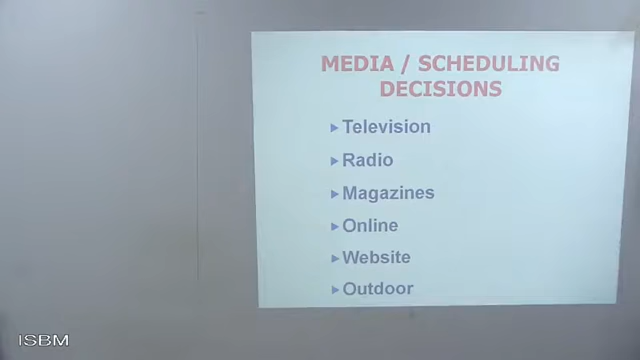 MEDIA / SCHEDULING
DECISIONS
Television
Radio
Magazines
Online
Website
Outdoor
ISBM